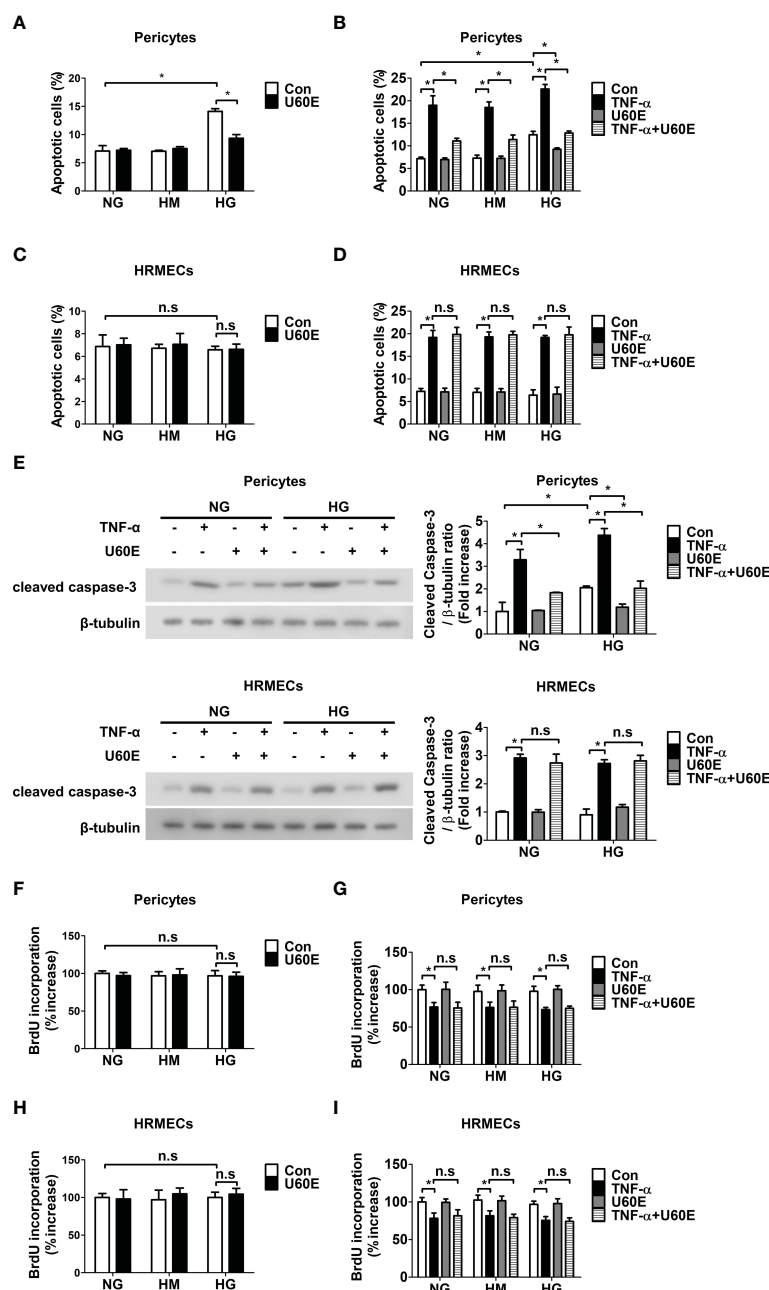 A
Pericytes
Apoptotic cells (%)
20
15
10
5
0
NG HM HG
*
*
Con
U60E
B
Pericytes
Apoptotic cells (%)
25
20
15
10
5
0
NG HM HG
*
*
* * * * * *
Con
TNF-α
U60E
TNF-α+U60E
C
HRMECs
Apoptotic cells (%)
8
6
4
2
0
NG HM HG
n.s
n.s
Con
U60E
D
HRMECs
Apoptotic cells (%)
25
20
15
10
5
0
NG HM HG
n.s n.s n.s
* * *
Con
TNF-α
U60E
TNF-α+U60E
E
Pericytes
NG HG
TNF-α - + - + - + - +
U60E - - + + - - + +
cleaved caspase-3
β-tubulin
Pericytes
Cleaved Caspase-3
/ β-tubulin ratio
(Fold increase)
5
4
3
2
1
0
NG HG
* *
* * * *
Con
TNF-α
U60E
TNF-α+U60E
HRMECs
NG HG
TNF-α - + - + - + - +
U60E - - + + - - + +
cleaved caspase-3
β-tubulin
HRMECs
Cleaved Caspase-3
/ β-tubulin ratio
(Fold increase)
4
3
2
1
0
NG HG
n.s n.s
* *
Con
TNF-α
U60E
TNF-α+U60E
F
Pericytes
BrdU incorporation
(% increase)
150
100
50
0
NG HM HG
n.s
n.s
Con
U60E
G
Pericytes
BrdU incorporation
(% increase)
150
100
50
0
NG HM HG
n.s n.s n.s
* * *
Con
TNF-α
U60E
TNF-α+U60E
H
HRMECs
BrdU incorporation
(% increase)
150
100
50
0
NG HM HG
n.s
n.s
Con
U60E
I
HRMECs
BrdU incorporation
(% increase)
150
100
50
0
NG HM HG
n.s n.s n.s
* * *
Con
TNF-α
U60E
TNF-α+U60E